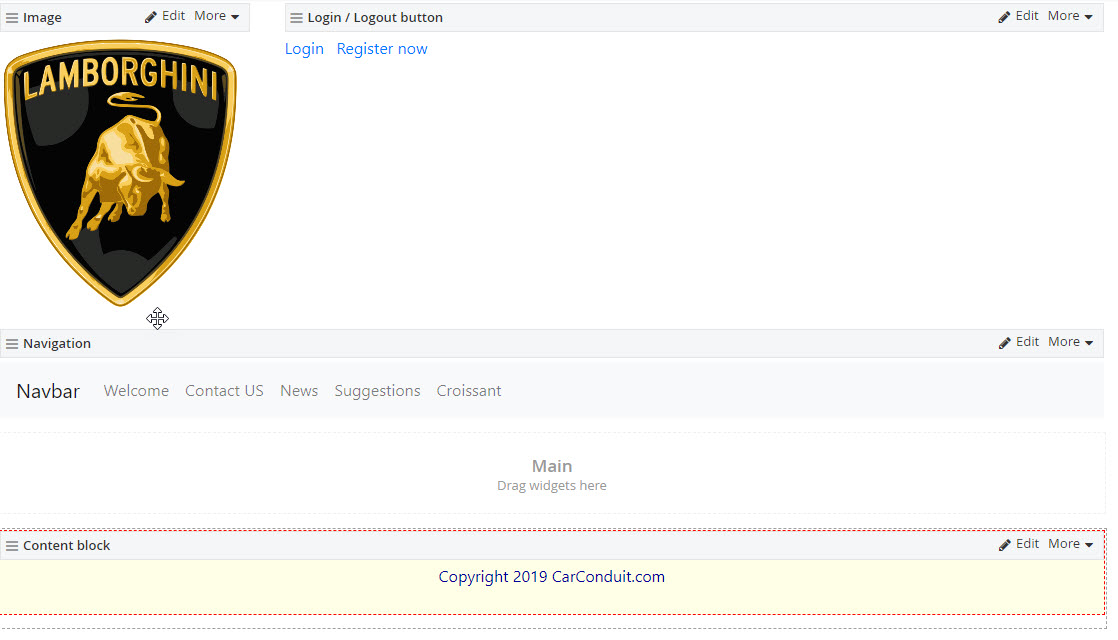 Image Edit More
Login / Logout button Edit More
Login Register now
LAMBORGHINI
Navigation Edit More
Navbar Welcome Contact US News Suggestions Croissant
Main
Drag widgets here
Content block Edit More
Copyright 2019 CarConduit.com